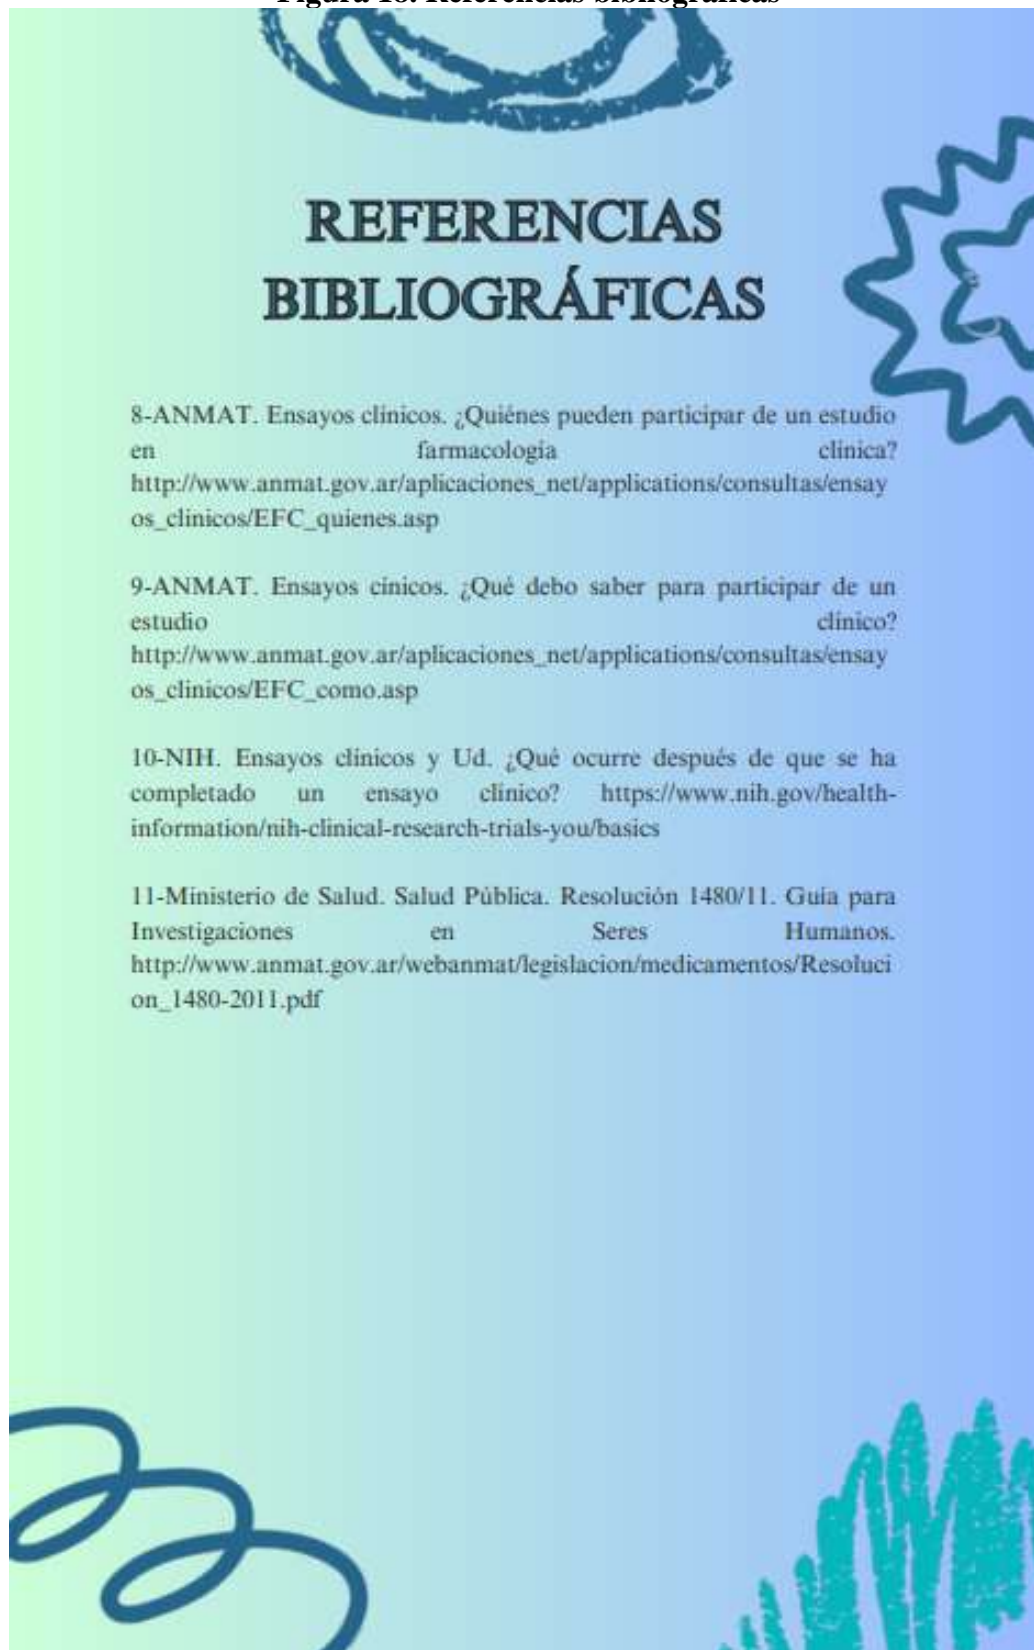 Figura 18. Referencias bibliográficas
REFERENCIAS
BIBLIOGRÁFICAS
8-ANMAT. Ensayos clínicos. ¿Quiénes pueden participar de un estudio
en farmacología clínica?
http://www.anmat.gov.ar/aplicaciones_net/applications/consultas/ensay
os_clinicos/EFC_quienes.asp
9-ANMAT. Ensayos cínicos. ¿Qué debo saber para participar de un
estudio clínico?
http://www.anmat.gov.ar/aplicaciones_net/applications/consultas/ensay
os_clinicos/EFC_como.asp
10-NIH. Ensayos clínicos y Ud. ¿Qué ocurre después de que se ha
completado un ensayo clínico? https://www.nih.gov/health-
information/nih-clinical-research-trials-you/basics
11-Ministerio de Salud. Salud Pública. Resolución 1480/11. Guía para
Investigaciones en Seres Humanos.
http://www.anmat.gov.ar/webanmat/legislacion/medicamentos/Resoluci
on_1480-2011.pdf